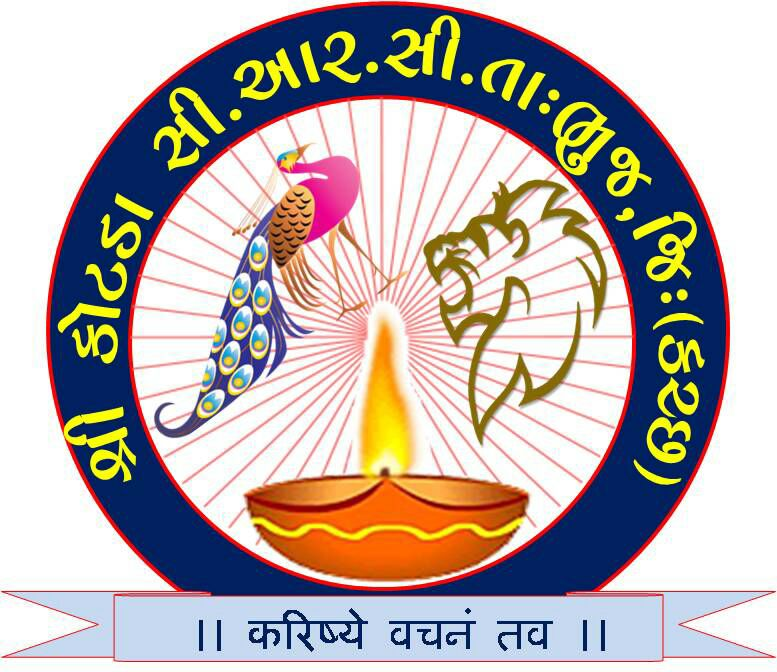 શ્રી કોટડા સી.આર.સી.તાઃભુજ,જિઃ(કચ્છ)
।। करिष्ये वचनं तव ।।